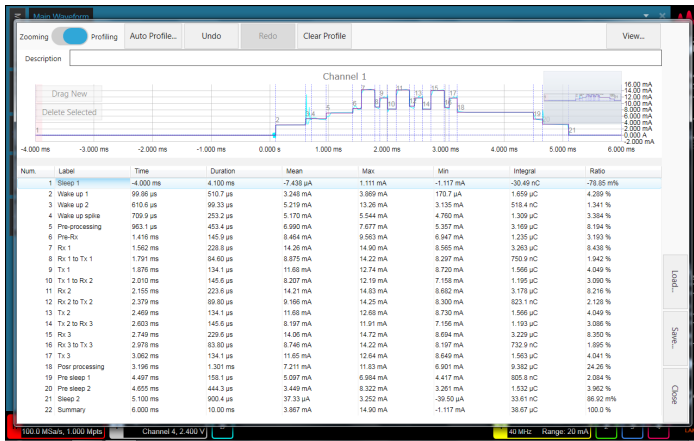 Main Waveform
Zooming Profiling Auto Profile... Undo Redo Clear Profile View...
Description
Channel 1
Drag New
Delete Selected
16.00 mA
14.00 mA
12.00 mA
10.00 mA
8.000 mA
6.000 mA
4.000 mA
2.000 mA
0.000 A
-2.000 mA
-4.000 ms -3.000 ms -2.000 ms -1.000 ms 0.000 s 1.000 ms 2.000 ms 3.000 ms 4.000 ms 5.000 ms 6.000 ms
Num. Label Time Duration Mean Max Min Integral Ratio
1 Sleep 1 -4.000 ms 4.100 ms -7.438 µA 1.111 mA -1.117 mA -30.49 nC -78.85 m%
2 Wake up 1 99.86 µs 510.7 µs 3.248 mA 3.869 mA 170.7 µA 1.659 µC 4.289 %
3 Wake up 2 610.6 µs 99.33 µs 5.219 mA 13.26 mA 3.135 mA 518.4 nC 1.341 %
4 Wake up spike 709.9 µs 253.2 µs 5.170 mA 5.544 mA 4.760 mA 1.309 µC 3.384 %
5 Pre-processing 963.1 µs 453.4 µs 6.990 mA 7.677 mA 5.357 mA 3.169 µC 8.194 %
6 Pre-Rx 1.416 ms 145.9 µs 8.464 mA 9.563 mA 6.947 mA 1.235 µC 3.193 %
7 Rx 1 1.562 ms 228.8 µs 14.26 mA 14.90 mA 8.565 mA 3.263 µC 8.438 %
8 Rx 1 to Tx 1 1.791 ms 84.60 µs 8.875 mA 14.22 mA 8.297 mA 750.9 nC 1.942 %
9 Tx 1 1.876 ms 134.1 µs 11.68 mA 12.74 mA 8.720 mA 1.566 µC 4.049 %
10 Tx 1 to Rx 2 2.010 ms 145.6 µs 8.207 mA 12.19 mA 7.158 mA 1.195 µC 3.090 %
11 Rx 2 2.155 ms 223.6 µs 14.21 mA 14.83 mA 8.682 mA 3.178 µC 8.216 %
12 Rx 2 to Tx 2 2.379 ms 89.80 µs 9.166 mA 14.25 mA 8.300 mA 823.1 nC 2.128 %
13 Tx 2 2.469 ms 134.1 µs 11.68 mA 12.68 mA 8.730 mA 1.566 µC 4.049 %
14 Tx 2 to Rx 3 2.603 ms 145.6 µs 8.197 mA 11.91 mA 7.156 mA 1.193 µC 3.086 %
15 Rx 3 2.749 ms 229.6 µs 14.06 mA 14.72 mA 8.694 mA 3.229 µC 8.350 %
16 Rx 3 to Tx 3 2.978 ms 83.80 µs 8.746 mA 14.22 mA 8.197 mA 732.9 nC 1.895 %
17 Tx 3 3.062 ms 134.1 µs 11.65 mA 12.64 mA 8.649 mA 1.563 µC 4.041 %
18 Posr processing 3.196 ms 1.301 ms 7.211 mA 11.83 mA 6.901 mA 9.382 µC 24.26 %
19 Pre sleep 1 4.497 ms 158.1 µs 5.097 mA 6.984 mA 4.417 mA 805.8 nC 2.084 %
20 Pre sleep 2 4.655 ms 444.3 µs 3.449 mA 8.322 mA 3.261 mA 1.532 µC 3.962 %
21 Sleep 2 5.100 ms 900.4 µs 37.33 µA 3.252 mA -39.50 µA 33.61 nC 86.92 m%
22 Summary 6.000 ms 10.00 ms 3.867 mA 14.90 mA -1.117 mA 38.67 µC 100.0 %
Load...
Save...
Close
100.0 MSa/s, 1.000 Mpts Channel 4, 2.400 V 40 MHz Range: 20 mA